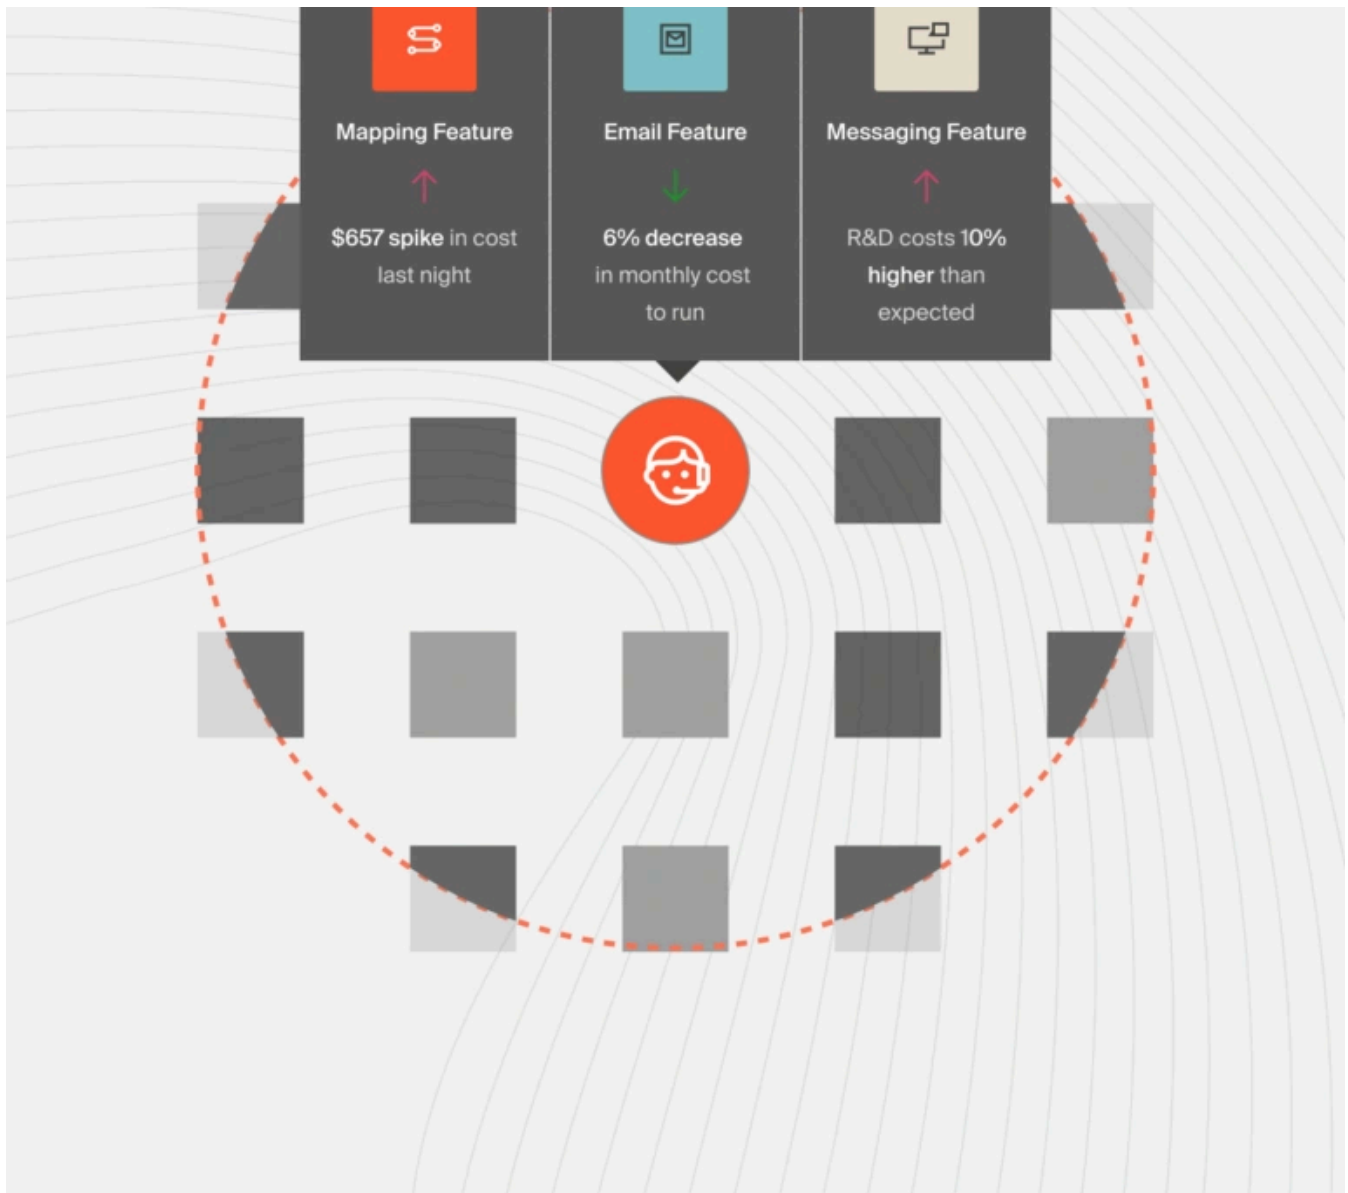 Mapping Feature
$657 spike in cost
last night
Email Feature
6% decrease
in monthly cost
to run
Messaging Feature
R&D costs 10%
higher than
expected